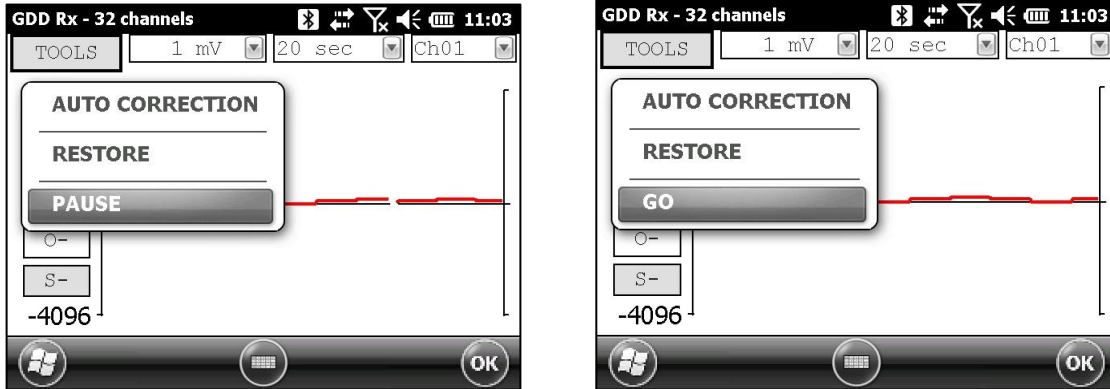 GDD Rx - 32 channels 11:03
TOOLS 1 mV 20 sec Ch01
AUTO CORRECTION
RESTORE
PAUSE
O-
S-
-4096
OK
GDD Rx - 32 channels 11:03
TOOLS 1 mV 20 sec Ch01
AUTO CORRECTION
RESTORE
GO
O-
S-
-4096
OK